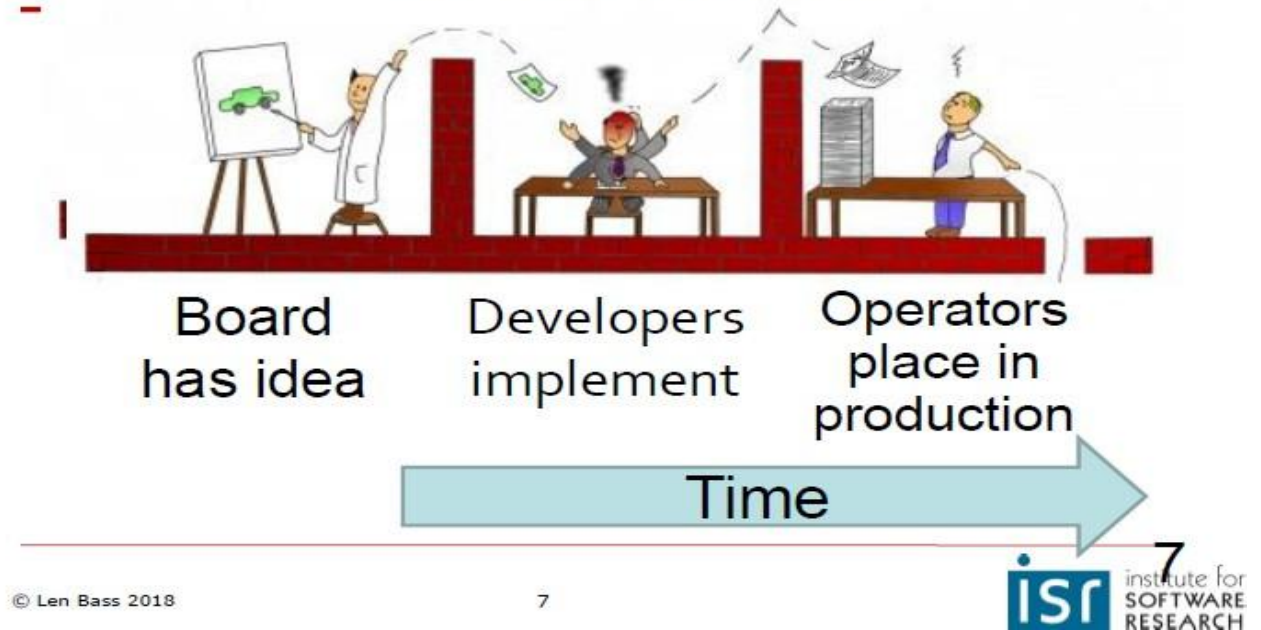 Board
has idea
Developers
implement
Operators
place in
production
Time
7
© Len Bass 2018
7
isr
institute for
SOFTWARE
RESEARCH